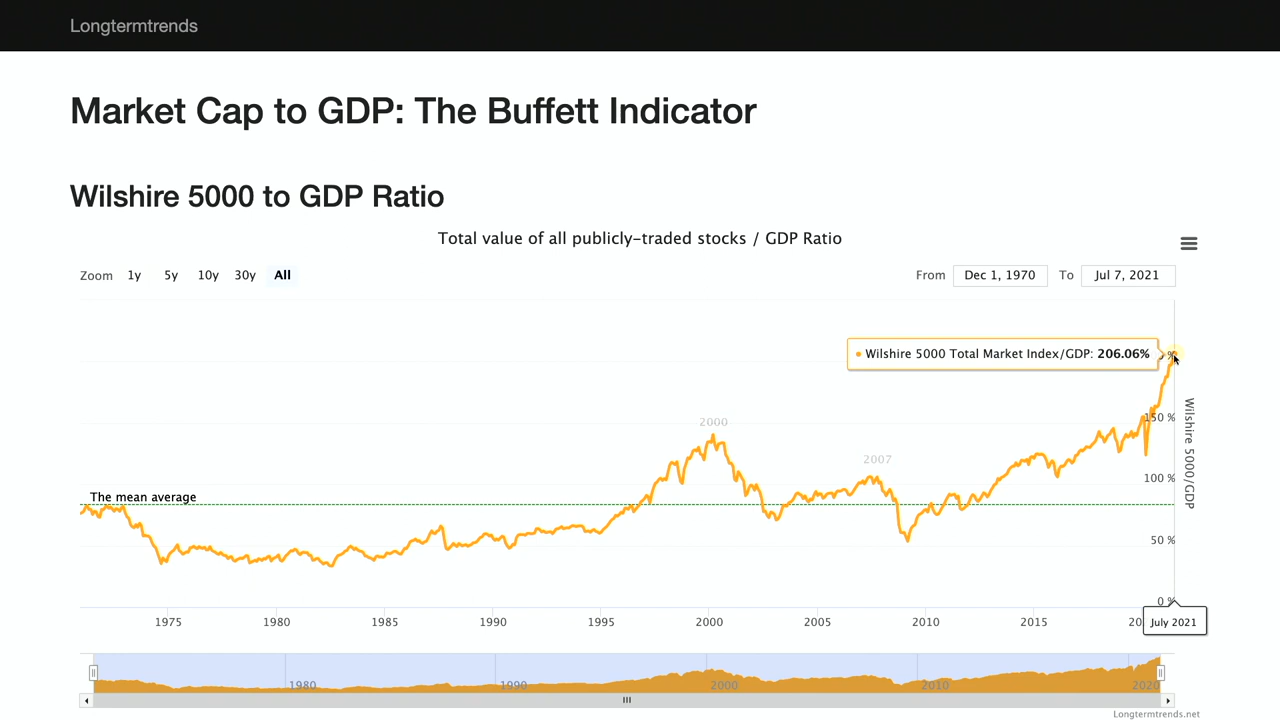 Longtermtrends
Market Cap to GDP: The Buffett Indicator
Wilshire 5000 to GDP Ratio
Total value of all publicly-traded stocks / GDP Ratio
Zoom 1y 5y 10y 30y All
From Dec 1, 1970 To Jul 7, 2021
Wilshire 5000 Total Market Index/GDP: 206.06%
%
150 %
2000
2007
100 %
Wilshire 5000/GDP
The mean average
50 %
0 %
1975 1980 1985 1990 1995 2000 2005 2010 2015 20
July 2021
1980 1990 2000 2010 2020
Longtermtrends.net